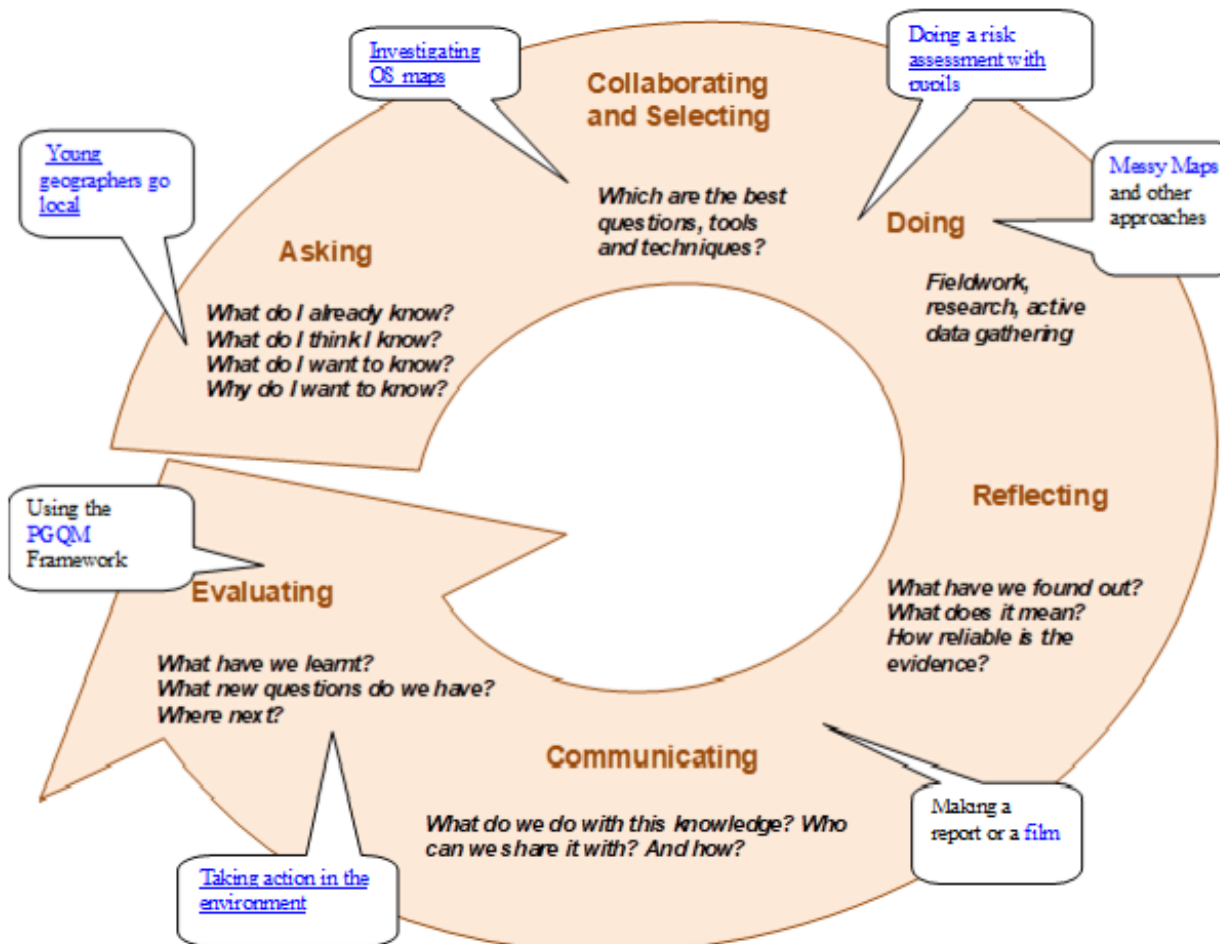 Investigating
OS maps
Collaborating
and Selecting
Doing a risk
assessment with
pupils
Young
geographers go
local
Which are the best
questions, tools
and techniques?
Messy Maps
and other
approaches
Asking
Doing
What do I already know?
What do I think I know?
What do I want to know?
Why do I want to know?
Fieldwork,
research, active
data gathering
Reflecting
What have we found out?
What does it mean?
How reliable is the
evidence?
Using the
PGQM
Framework
Evaluating
What have we learnt?
What new questions do we have?
Where next?
Communicating
What do we do with this knowledge? Who
can we share it with? And how?
Making a
report or a film
Taking action in the
environment